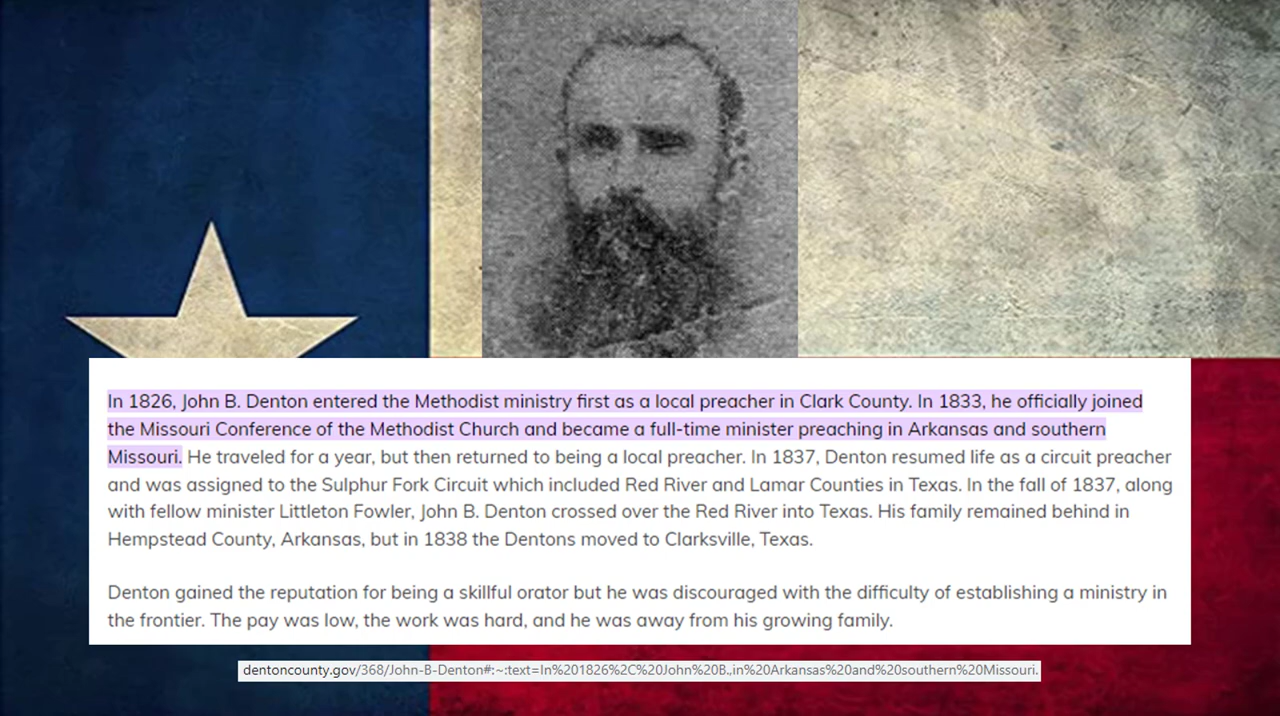 In 1826, John B. Denton entered the Methodist ministry first as a local preacher in Clark County. In 1833, he officially joined
the Missouri Conference of the Methodist Church and became a full-time minister preaching in Arkansas and southern
Missouri. He traveled for a year, but then returned to being a local preacher. In 1837, Denton resumed life as a circuit preacher
and was assigned to the Sulphur Fork Circuit which included Red River and Lamar Counties in Texas. In the fall of 1837, along
with fellow minister Littleton Fowler, John B. Denton crossed over the Red River into Texas. His family remained behind in
Hempstead County, Arkansas, but in 1838 the Dentons moved to Clarksville, Texas.
Denton gained the reputation for being a skillful orator but he was discouraged with the difficulty of establishing a ministry in
the frontier. The pay was low, the work was hard, and he was away from his growing family.
dentoncounty.gov/368/John-B-Denton#:~:text=In%201826%2C%20John%20B.,in%20Arkansas%20and%20southern%20Missouri.